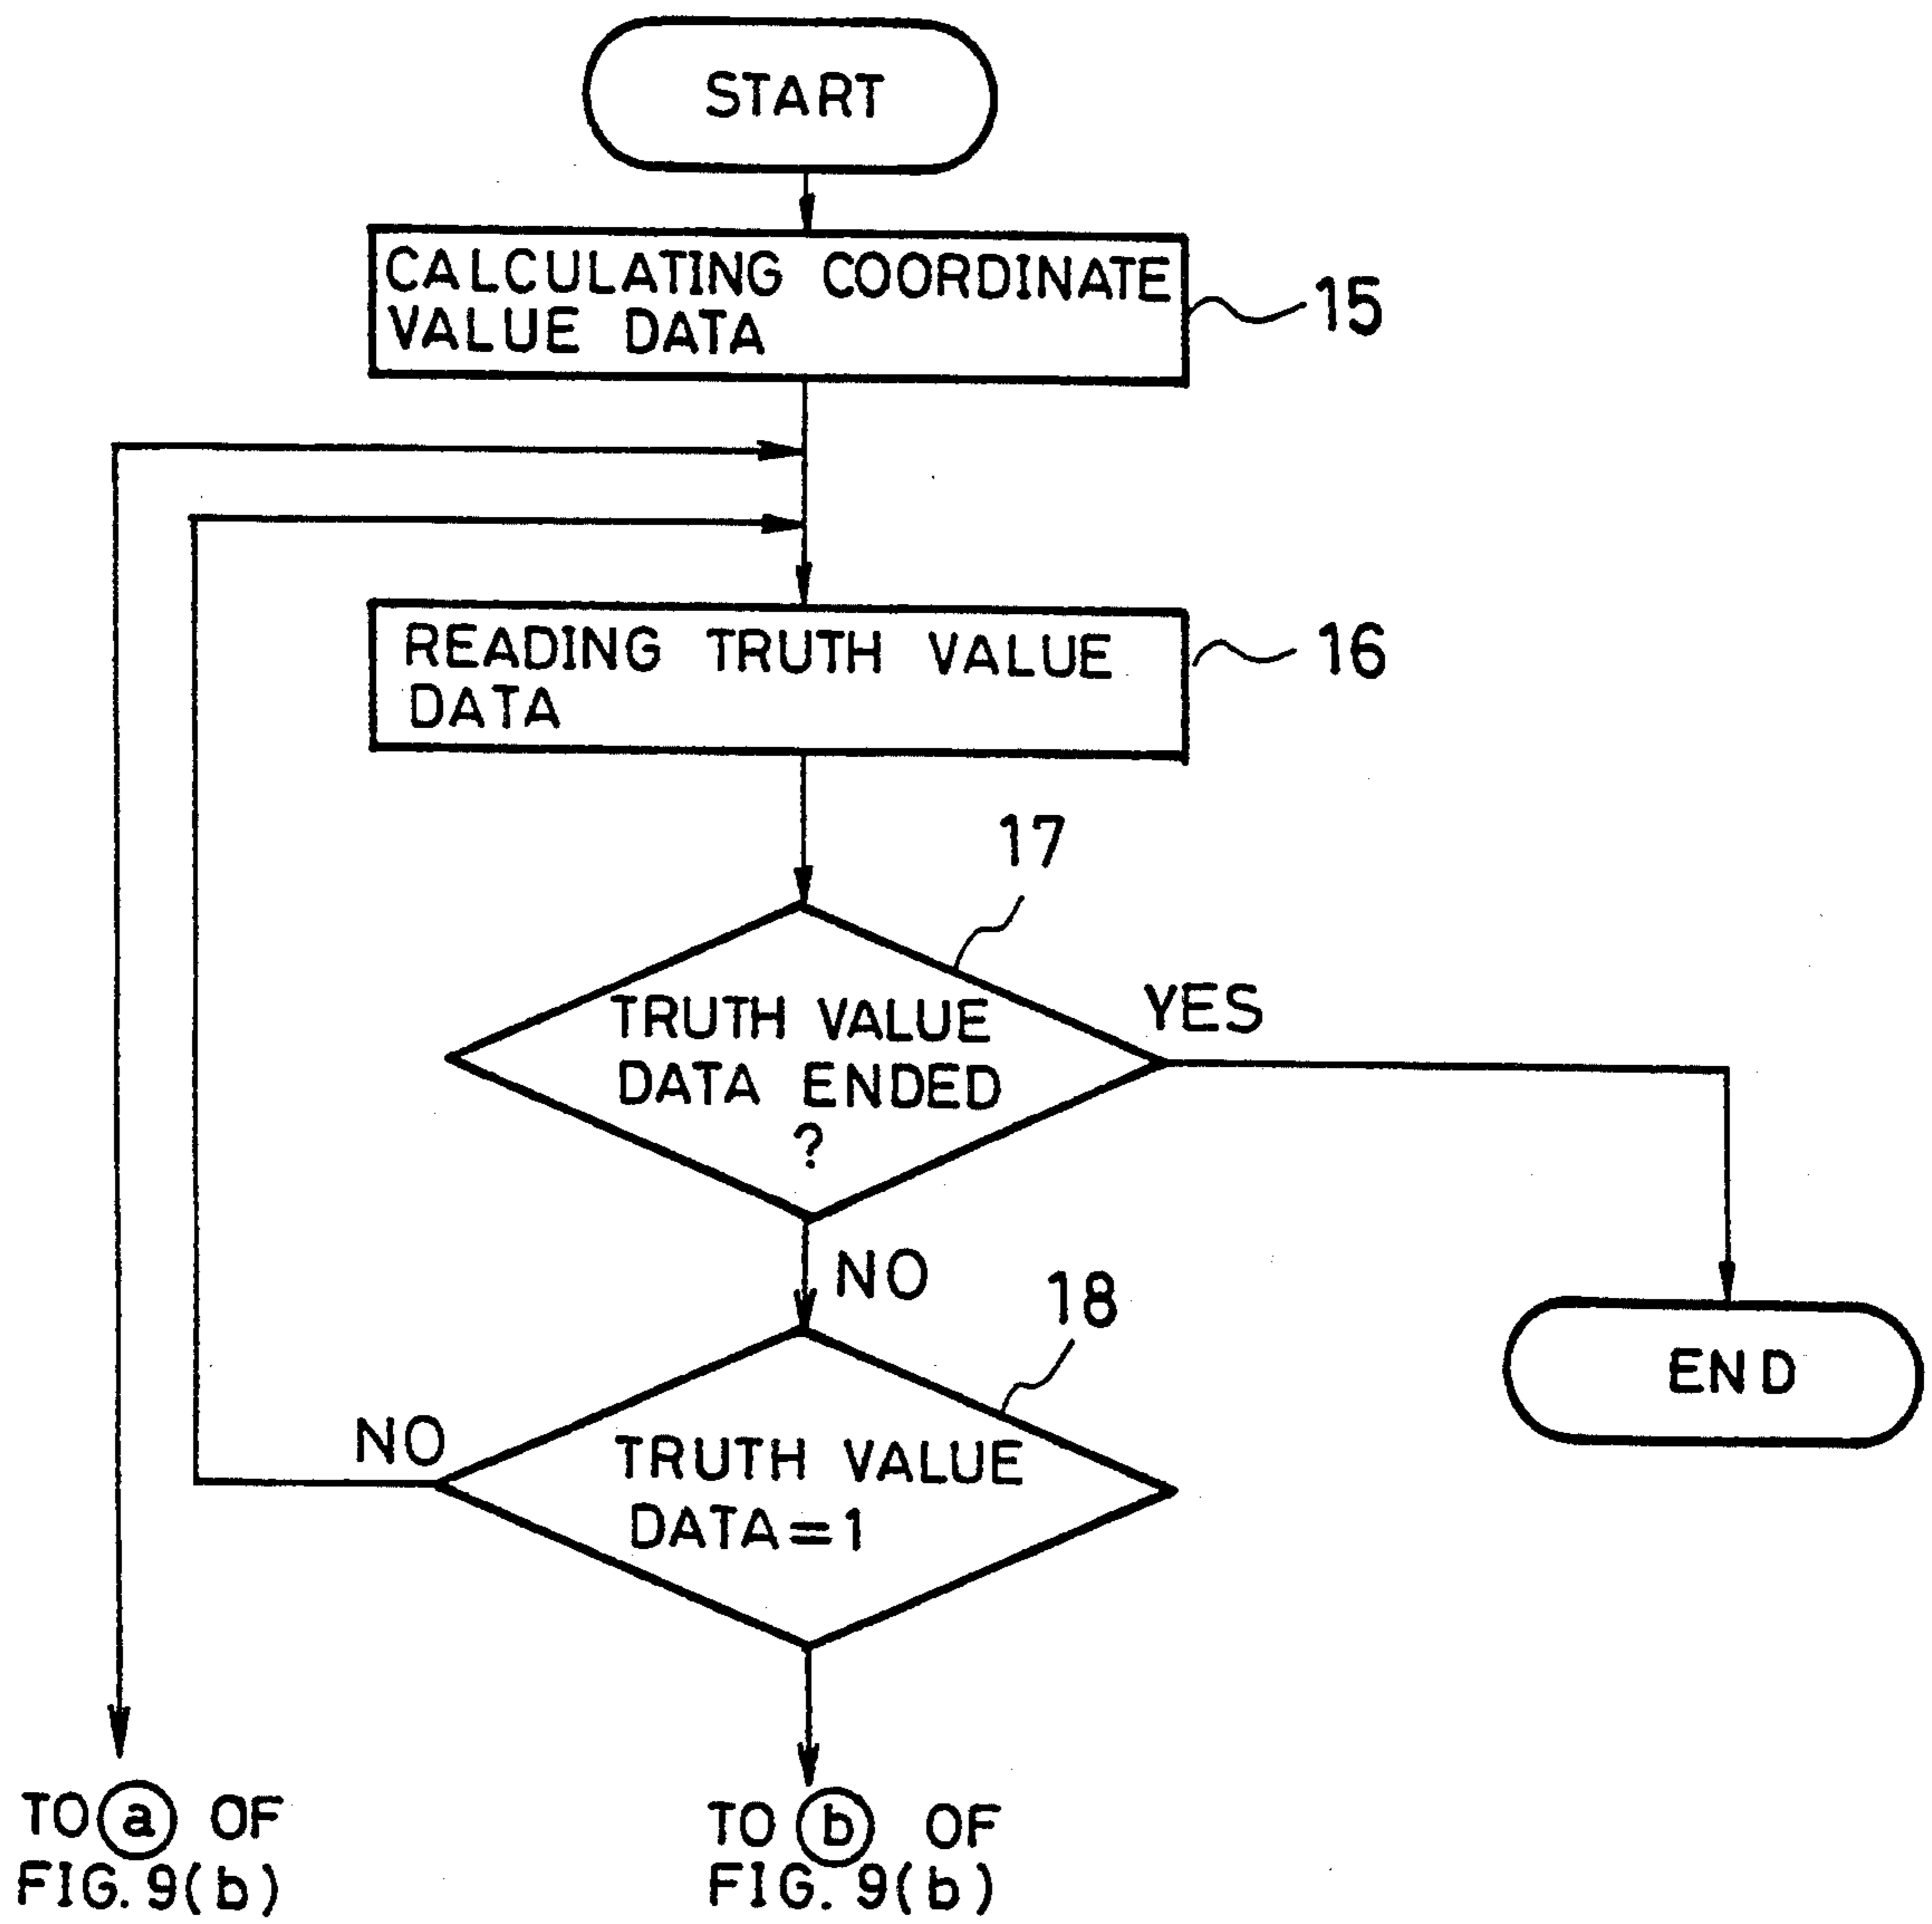 START
CALCULATING COORDINATE
VALUE DATA
15
READING TRUTH VALUE
DATA
16
17
TRUTH VALUE
DATA ENDED
?
YES
NO
18
END
NO
TRUTH VALUE
DATA=1
TO a OF
FIG. 9(b)
TO b OF
FIG. 9(b)